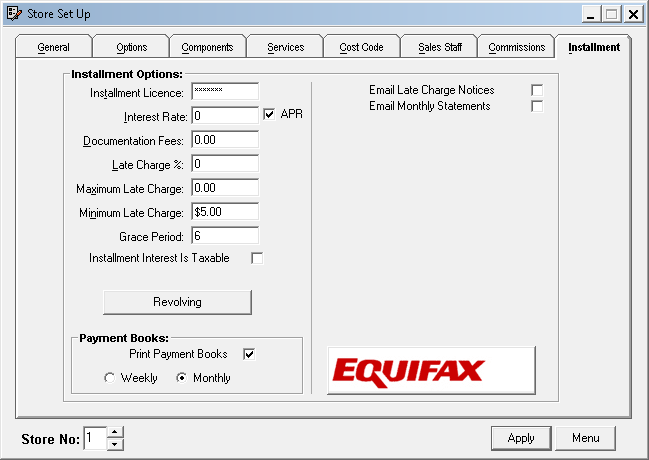 Store Set Up
General Options Components Services Cost Code Sales Staff Commissions Installment
Installment Options:
Installment Licence: xxxxxxx
Interest Rate: 0 APR
Documentation Fees: 0.00
Late Charge %: 0
Maximum Late Charge: 0.00
Minimum Late Charge: $5.00
Grace Period: 6
Installment Interest Is Taxable
Revolving
Payment Books:
Print Payment Books
Weekly Monthly
Email Late Charge Notices
Email Monthly Statements
EQUIFAX
Store No: 1
Apply Menu